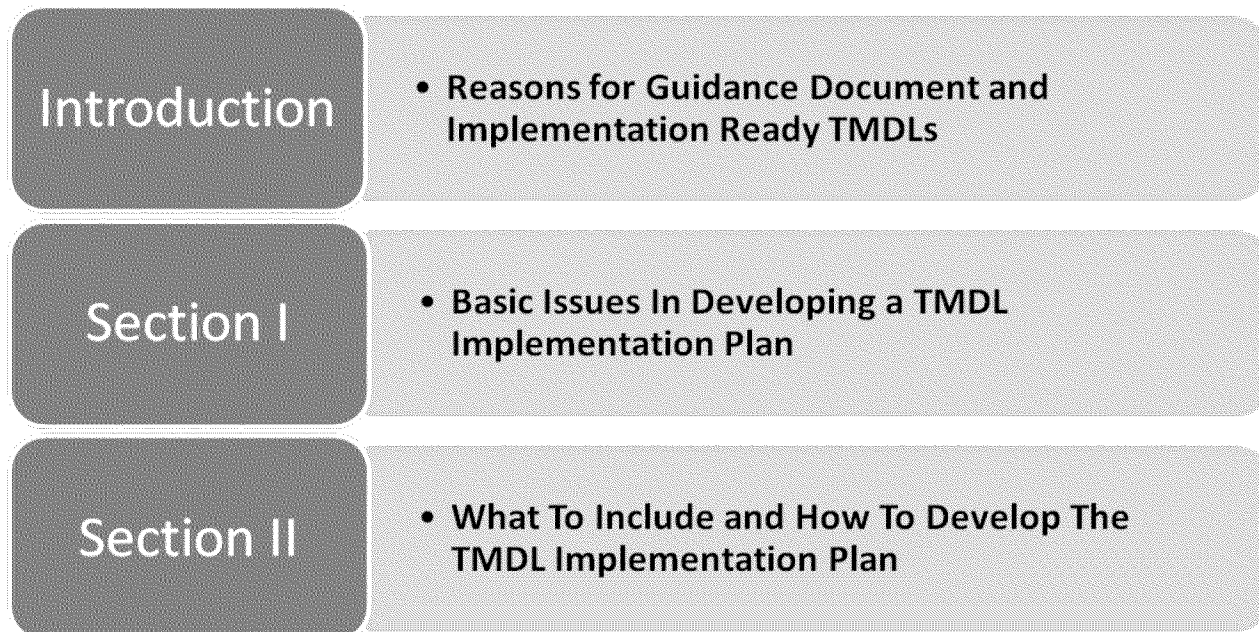 Introduction
• Reasons for Guidance Document and
Implementation Ready TMDLs
Section I
• Basic Issues In Developing a TMDL
Implementation Plan
Section II
• What To Include and How To Develop The
TMDL Implementation Plan